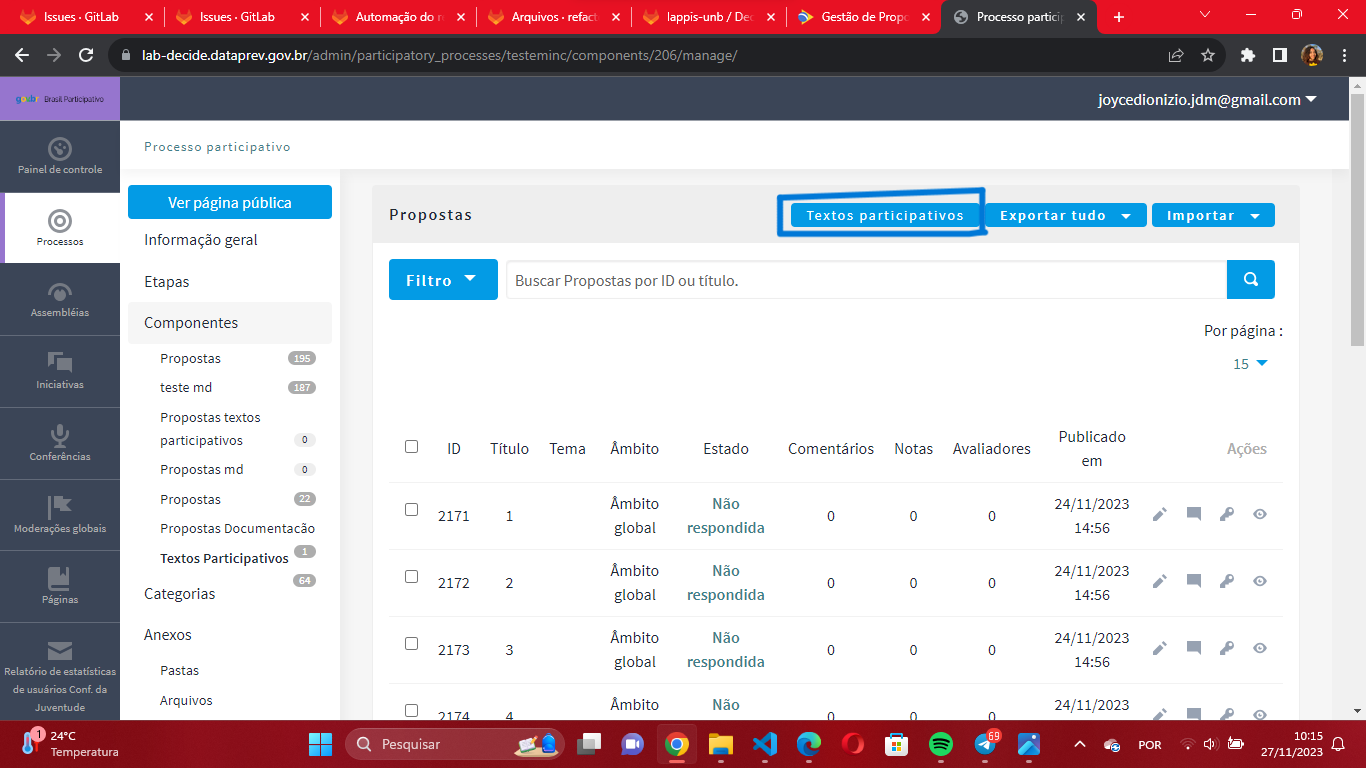 Issues · GitLab
Issues · GitLab
Automação do r
Arquivos · refact
lappis-unb / Dec
Gestão de Propo
Processo particip
lab-decide.dataprev.gov.br/admin/participatory_processes/testeminc/components/206/manage/
gov.br Brasil Participativo
joycedionizio.jdm@gmail.com
Painel de controle
Processos
Assembléias
Iniciativas
Conferências
Moderações globais
Páginas
Relatório de estatísticas
de usuários Conf. da
Juventude
Processo participativo
Ver página pública
Informação geral
Etapas
Componentes
Propostas 195
teste md 187
Propostas textos
participativos 0
Propostas md 0
Propostas 22
Propostas Documentacão
1
Textos Participativos
64
Categorias
Anexos
Pastas
Arquivos
Propostas
Textos participativos
Exportar tudo
Importar
Filtro
Buscar Propostas por ID ou título.
Por página :
15
ID Título Tema Âmbito Estado Comentários Notas Avaliadores Publicado em Ações
2171 1 Âmbito global Não respondida 0 0 0 24/11/2023 14:56
2172 2 Âmbito global Não respondida 0 0 0 24/11/2023 14:56
2173 3 Âmbito global Não respondida 0 0 0 24/11/2023 14:56
2174 4 Âmbito Não 24/11/2023
1
24°C
Temperatura
Pesquisar
69
POR
10:15
27/11/2023